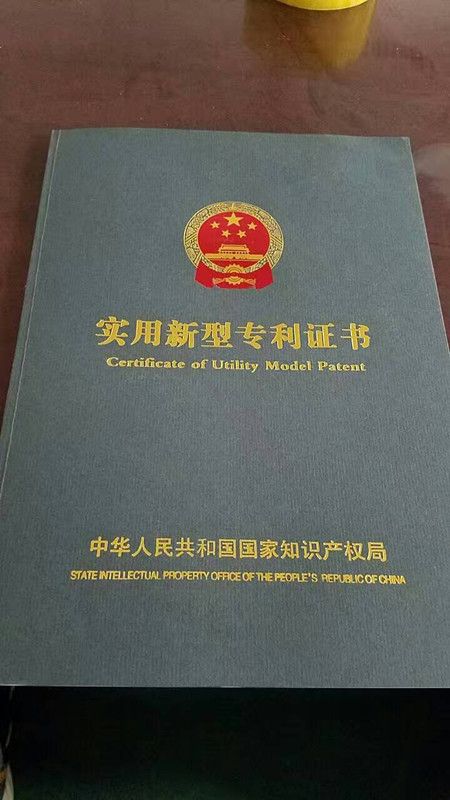 实用新型专利证书
Certificate of Utility Model Patent
中华人民共和国国家知识产权局
STATE INTELLECTUAL PROPERTY OFFICE OF THE PEOPLE'S REPUBLIC OF CHINA